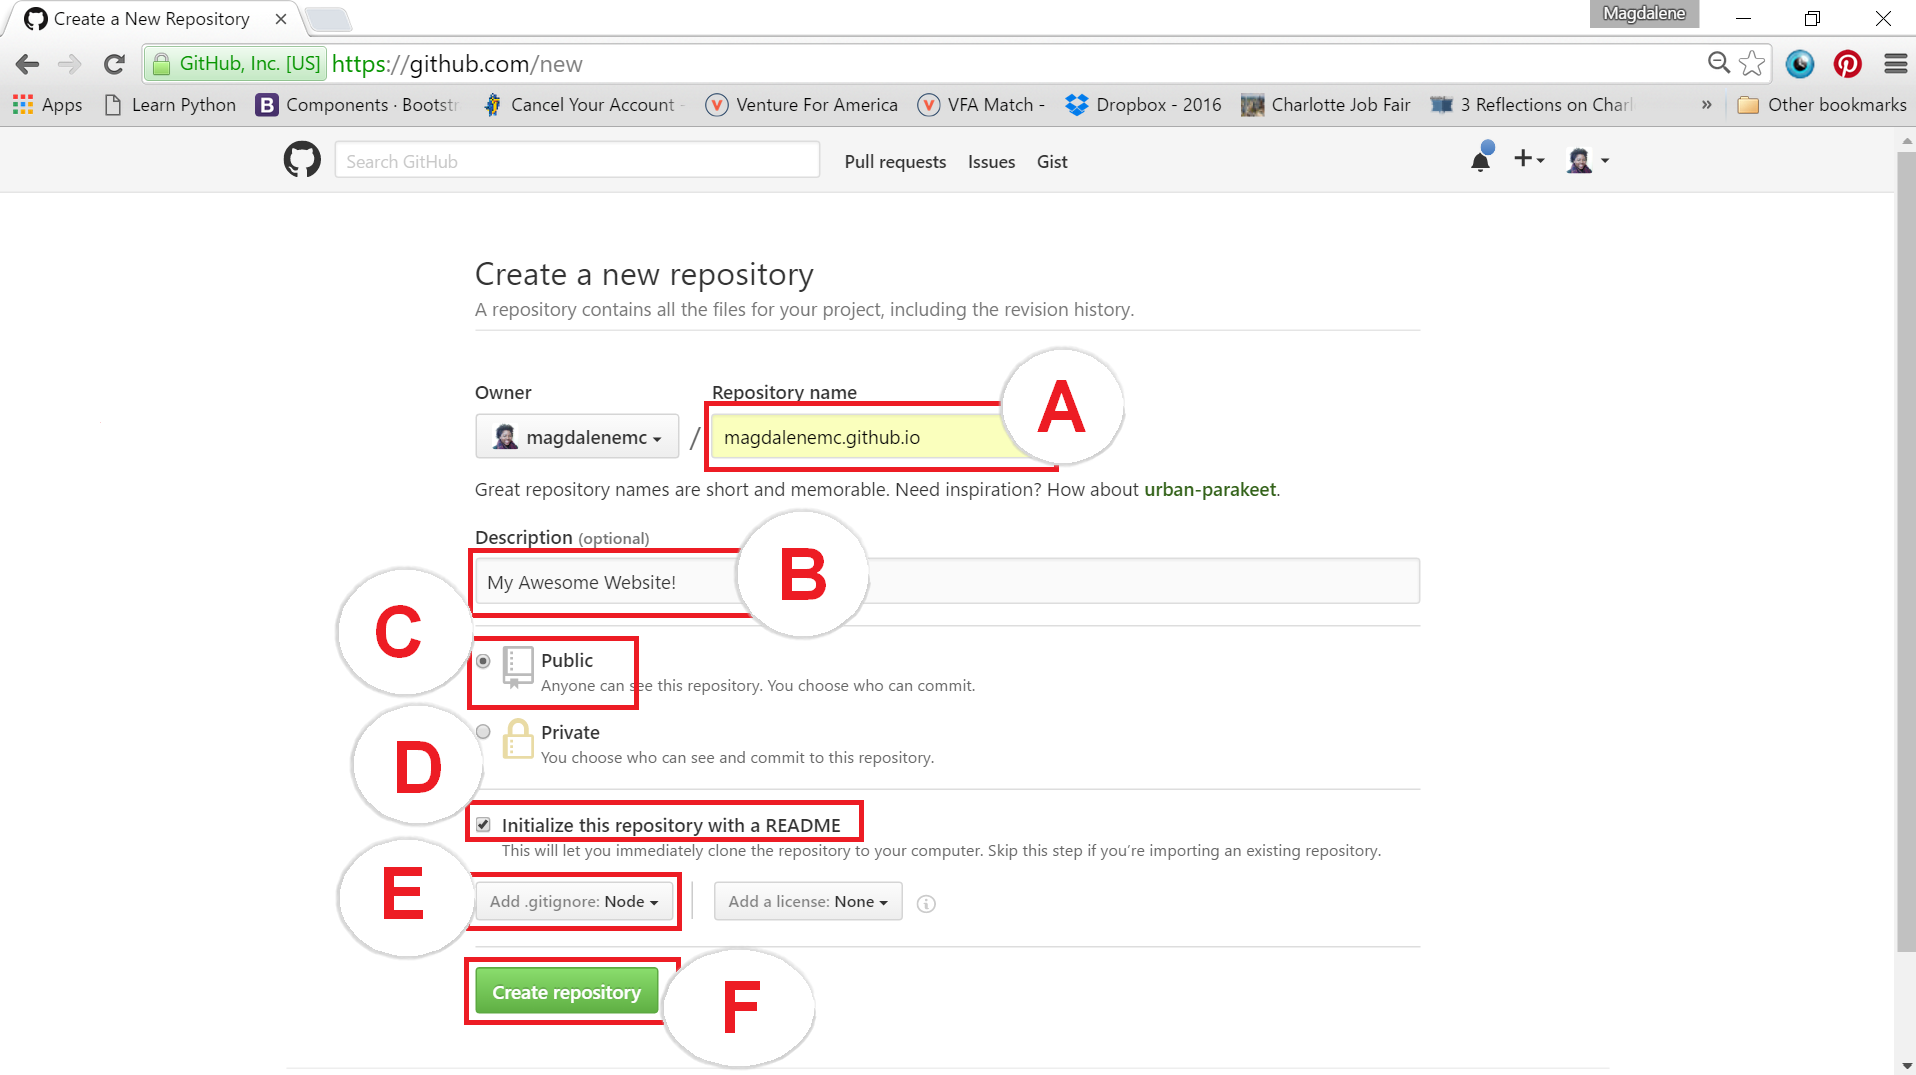 Create a New Repository
Magdalene
GitHub, Inc. [US] https://github.com/new
Apps Learn Python Components · Bootstr Cancel Your Account - Venture For America VFA Match - Dropbox - 2016 Charlotte Job Fair 3 Reflections on Charl » Other bookmarks
Search GitHub Pull requests Issues Gist
Create a new repository
A repository contains all the files for your project, including the revision history.
Owner Repository name
magdalenemc / magdalenemc.github.io
A
Great repository names are short and memorable. Need inspiration? How about urban-parakeet.
Description (optional)
My Awesome Website!
B
C
Public
Anyone can see this repository. You choose who can commit.
Private
You choose who can see and commit to this repository.
D
Initialize this repository with a README
This will let you immediately clone the repository to your computer. Skip this step if you're importing an existing repository.
E
Add .gitignore: Node Add a license: None
Create repository
F